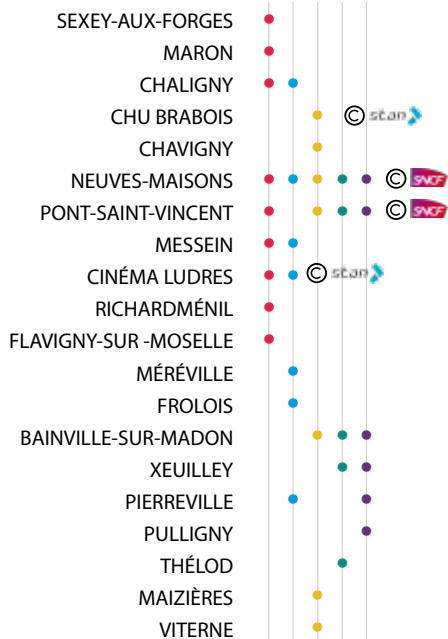 SEXEY-AUX-FORGES
MARON
CHALIGNY
CHU BRABOIS © stan
CHAVIGNY
NEUVES-MAISONS © SNCF
PONT-SAINT-VINCENT © SNCF
MESSEIN
CINÉMA LUDRES © stan
RICHARDMÉNIL
FLAVIGNY-SUR -MOSELLE
MÉRÉVILLE
FROLOIS
BAINVILLE-SUR-MADON
XEUILLEY
PIERREVILLE
PULLIGNY
THÉLOD
MAIZIÈRES
VITERNE